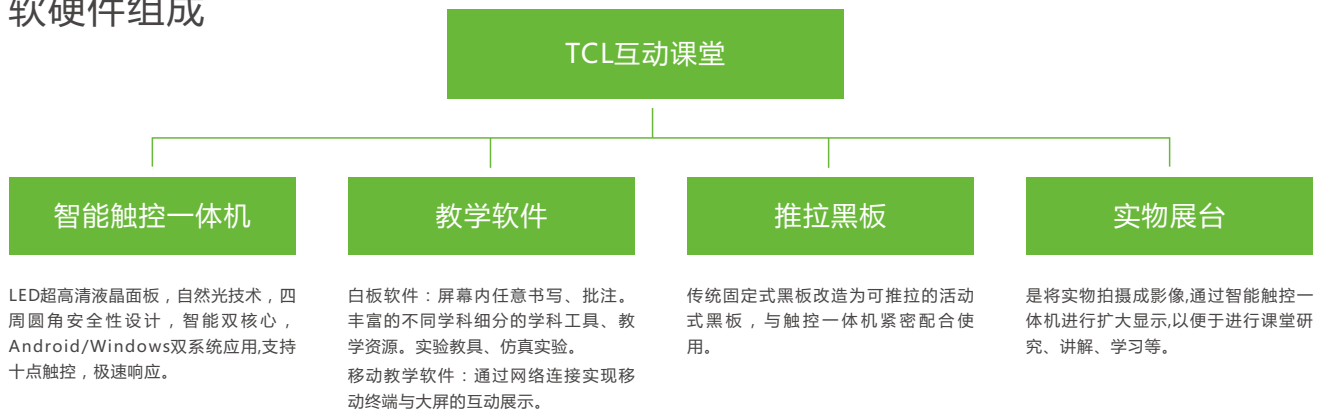 软硬件组成
TCL互动课堂
智能触控一体机
教学软件
推拉黑板
实物展台
LED超高清液晶面板，自然光技术，四
周圆角安全性设计，智能双核心，
Android/Windows双系统应用,支持
十点触控，极速响应。
白板软件：屏幕内任意书写、批注。
丰富的不同学科细分的学科工具、教
学资源。实验教具、仿真实验。
移动教学软件：通过网络连接实现移
动终端与大屏的互动展示。
传统固定式黑板改造为可推拉的活动
式黑板，与触控一体机紧密配合使
用。
是将实物拍摄成影像,通过智能触控一
体机进行扩大显示,以便于进行课堂研
究、讲解、学习等。